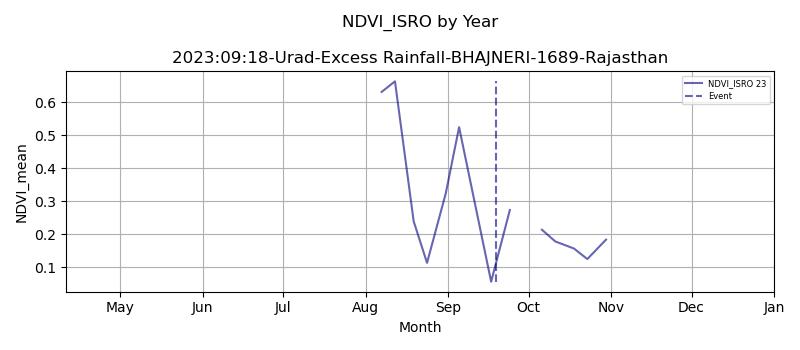 NDVI_ISRO by Year
2023:09:18-Urad-Excess Rainfall-BHAJNERI-1689-Rajasthan
NDVI_ISRO 23
Event
0.6
0.5
0.4
0.3
0.2
0.1
NDVI_mean
May Jun Jul Aug Sep Oct Nov Dec Jan
Month